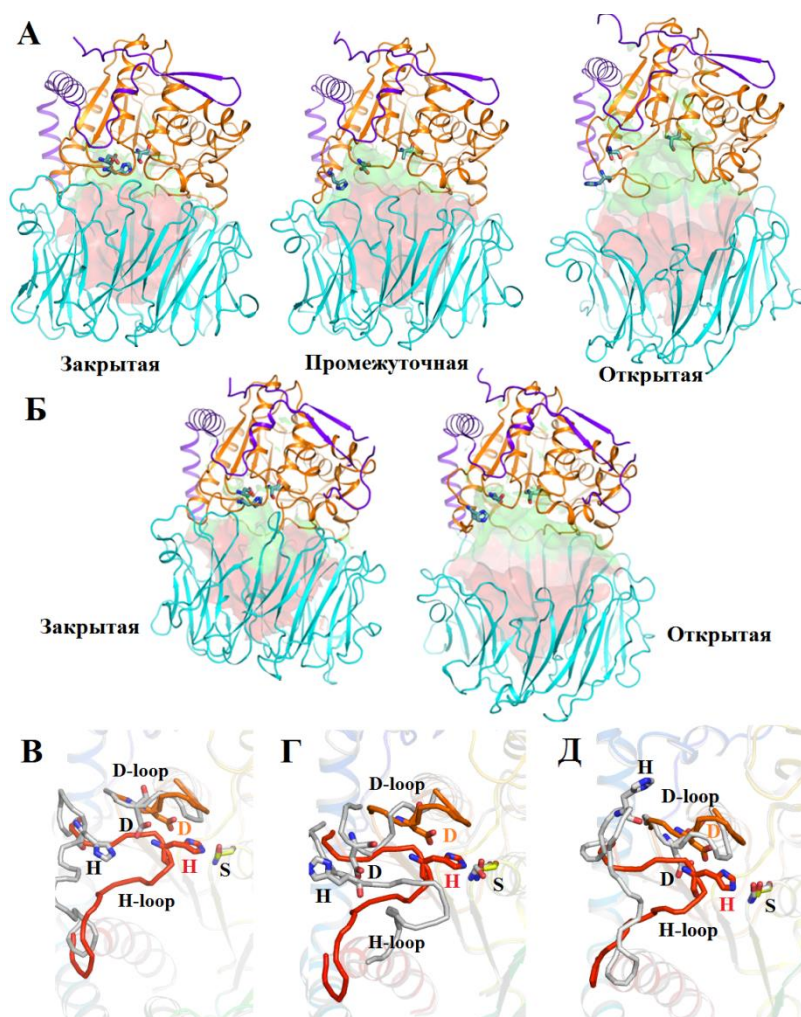 А
Закрытая
Промежуточная
Открытая
Б
Закрытая
Открытая
В
D-loop
D
D
H
H
S
H-loop
Г
D-loop
D
H
H
S
H-loop
Д
H
D-loop
D
D
H
S
H-loop